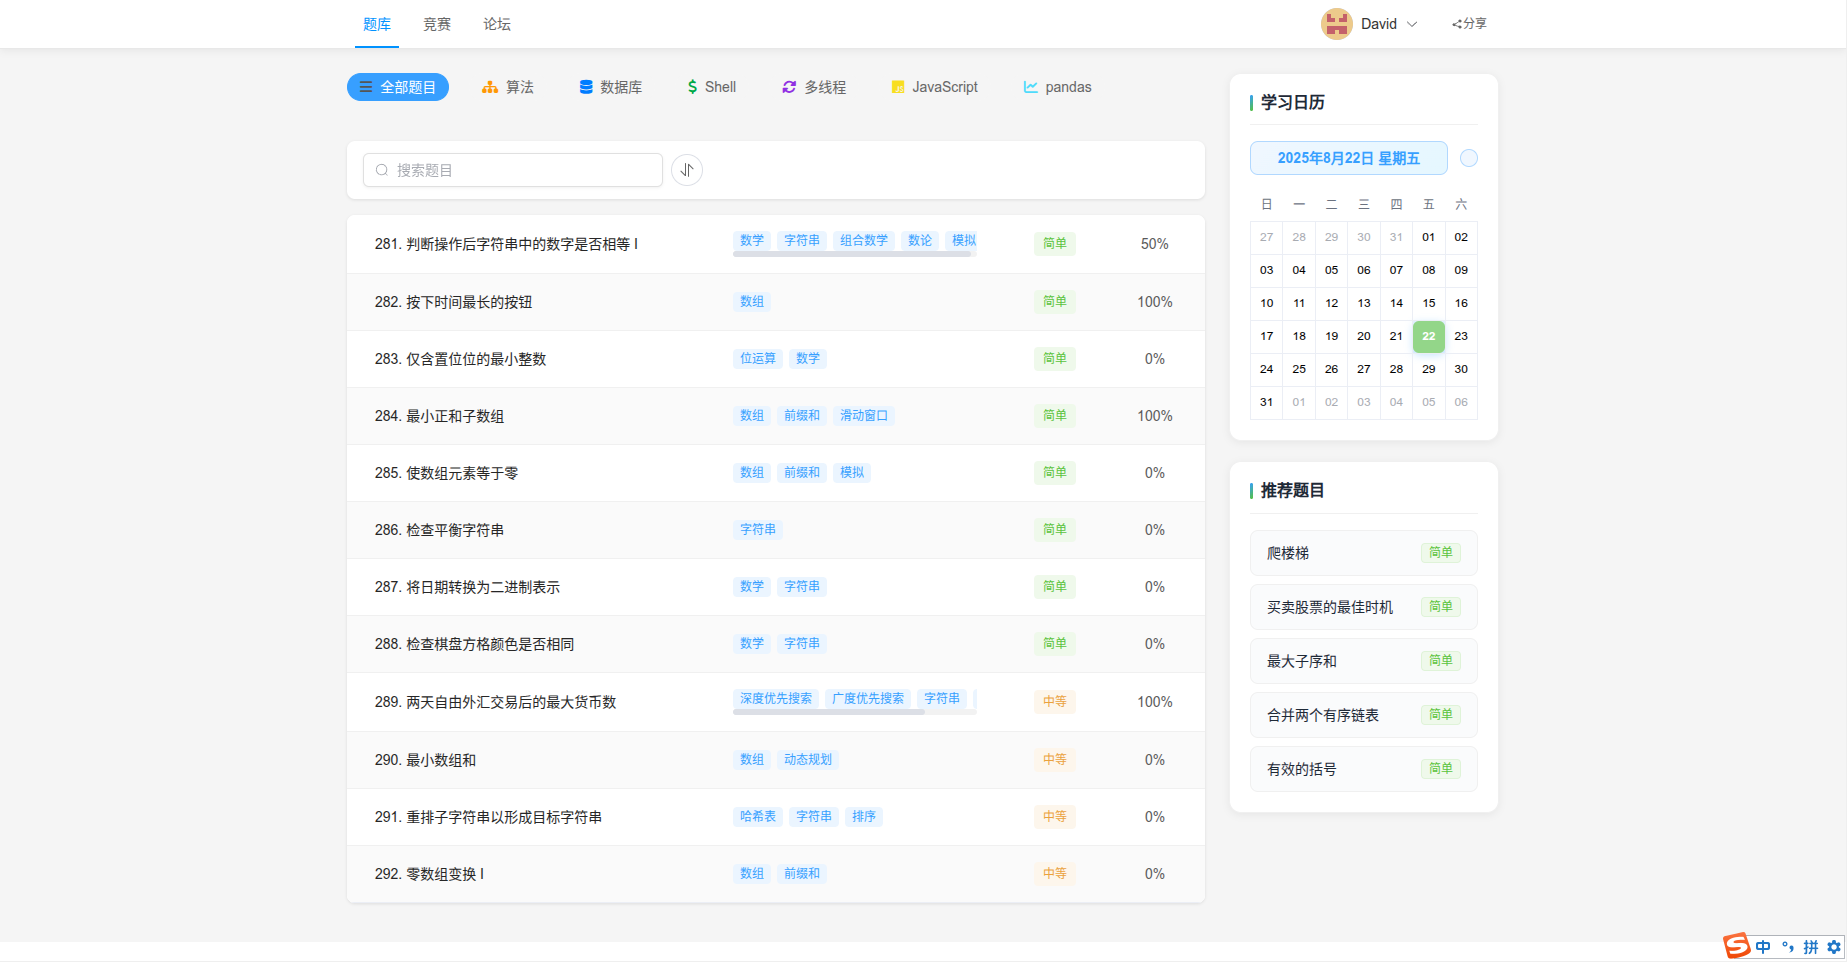 题库 竞赛 论坛 David 分享
全部题目 算法 数据库 Shell 多线程 JavaScript pandas
搜索题目
281. 判断操作后字符串中的数字是否相等 I 数学 字符串 组合数学 数论 模拟 简单 50%
282. 按下时间最长的按钮 数组 简单 100%
283. 仅含置位位的最小整数 位运算 数学 简单 0%
284. 最小正和子数组 数组 前缀和 滑动窗口 简单 100%
285. 使数组元素等于零 数组 前缀和 模拟 简单 0%
286. 检查平衡字符串 字符串 简单 0%
287. 将日期转换为二进制表示 数学 字符串 简单 0%
288. 检查棋盘方格颜色是否相同 数学 字符串 简单 0%
289. 两天自由外汇交易后的最大货币数 深度优先搜索 广度优先搜索 字符串 中等 100%
290. 最小数组和 数组 动态规划 中等 0%
291. 重排子字符串以形成目标字符串 哈希表 字符串 排序 中等 0%
292. 零数组变换 I 数组 前缀和 中等 0%
学习日历
2025年8月22日 星期五
日 一 二 三 四 五 六
27 28 29 30 31 01 02
03 04 05 06 07 08 09
10 11 12 13 14 15 16
17 18 19 20 21 22 23
24 25 26 27 28 29 30
31 01 02 03 04 05 06
推荐题目
爬楼梯 简单
买卖股票的最佳时机 简单
最大子序和 简单
合并两个有序链表 简单
有效的括号 简单
S 中 °, 拼